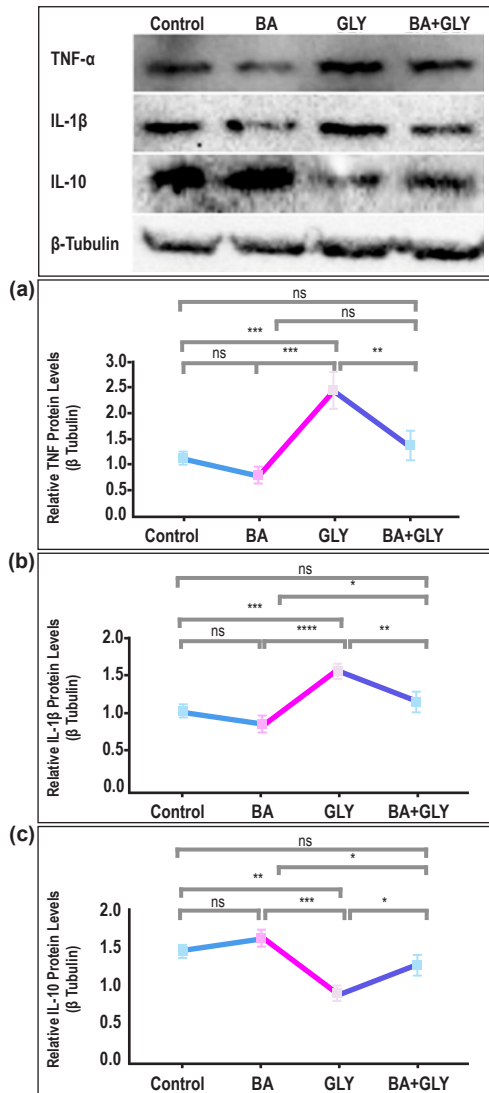 Control BA GLY BA+GLY
TNF-α
IL-1β
IL-10
β-Tubulin
(a)
ns
ns
***
ns *** **
3.0
2.5
2.0
1.5
1.0
0.5
0.0
Relative TNF Protein Levels
(β Tubulin)
Control BA GLY BA+GLY
(b)
ns
*
***
ns **** **
2.0
1.5
1.0
0.5
0.0
Relative IL-1β Protein Levels
(β Tubulin)
Control BA GLY BA+GLY
(c)
ns
*
**
ns *** *
2.0
1.5
1.0
0.5
0.0
Relative IL-10 Protein Levels
(β Tubulin)
Control BA GLY BA+GLY